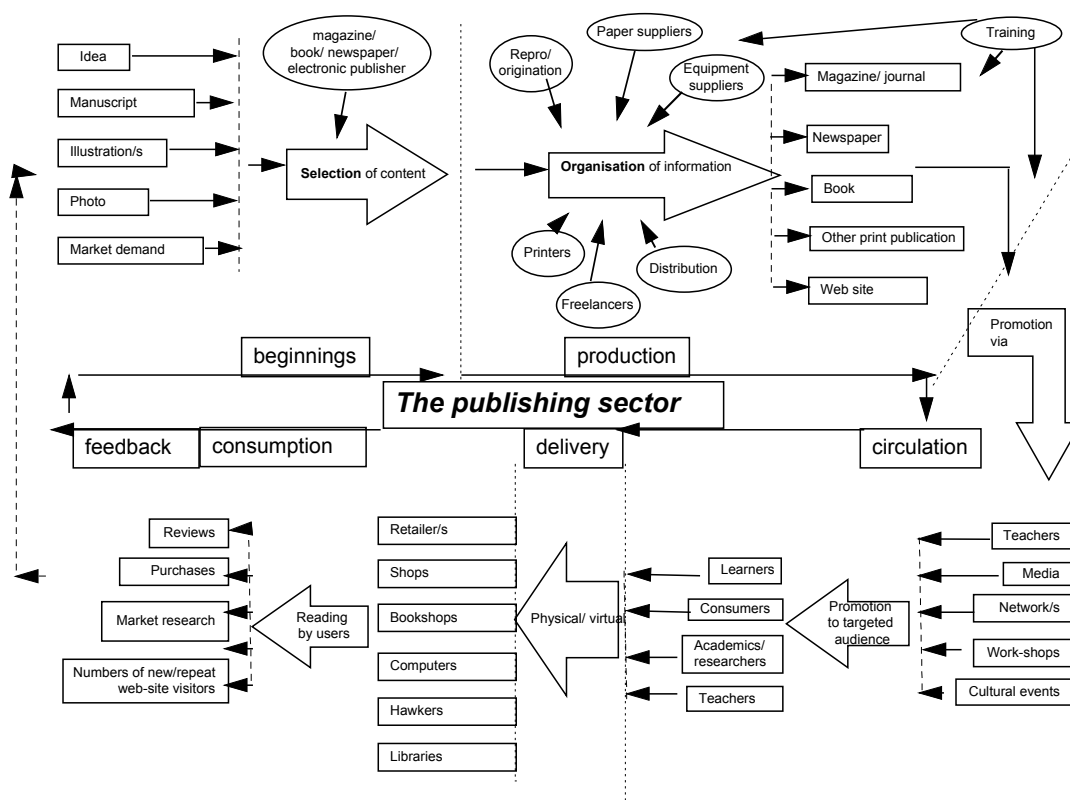 Idea
Manuscript
Illustration/s
Photo
Market demand
magazine/
book/ newspaper/
electronic publisher
Selection of content
Repro/
origination
Paper suppliers
Equipment
suppliers
Training
Organisation of information
Printers
Freelancers
Distribution
Magazine/ journal
Newspaper
Book
Other print publication
Web site
Promotion
via
beginnings
production
The publishing sector
feedback
consumption
delivery
circulation
Reviews
Purchases
Market research
Numbers of new/repeat
web-site visitors
Reading
by users
Retailer/s
Shops
Bookshops
Computers
Hawkers
Libraries
Physical/ virtual
Learners
Consumers
Academics/
researchers
Teachers
Promotion
to targeted
audience
Teachers
Media
Network/s
Work-shops
Cultural events